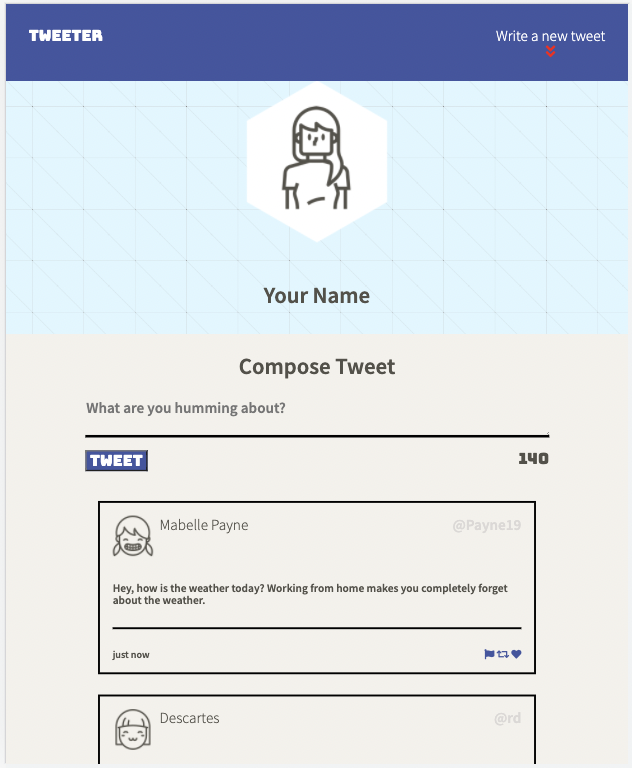 TWEETER
Write a new tweet
Your Name
Compose Tweet
What are you humming about?
TWEET
140
Mabelle Payne
@Payne19
Hey, how is the weather today? Working from home makes you completely forget
about the weather.
just now
Descartes
@rd